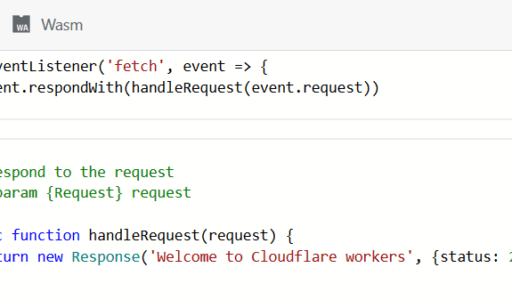 WA Wasm
ventListener('fetch', event => {
ent.respondWith(handleRequest(event.request))
espond to the request
param {Request} request
c function handleRequest(request) {
turn new Response('Welcome to Cloudflare workers', {status: 2